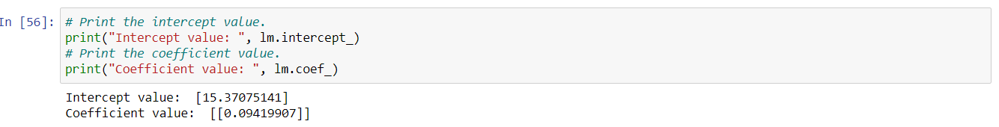 In [56]: # Print the intercept value.
print("Intercept value: ", lm.intercept_)
# Print the coefficient value.
print("Coefficient value: ", lm.coef_)
Intercept value:  [15.37075141]
Coefficient value:  [[0.09419907]]